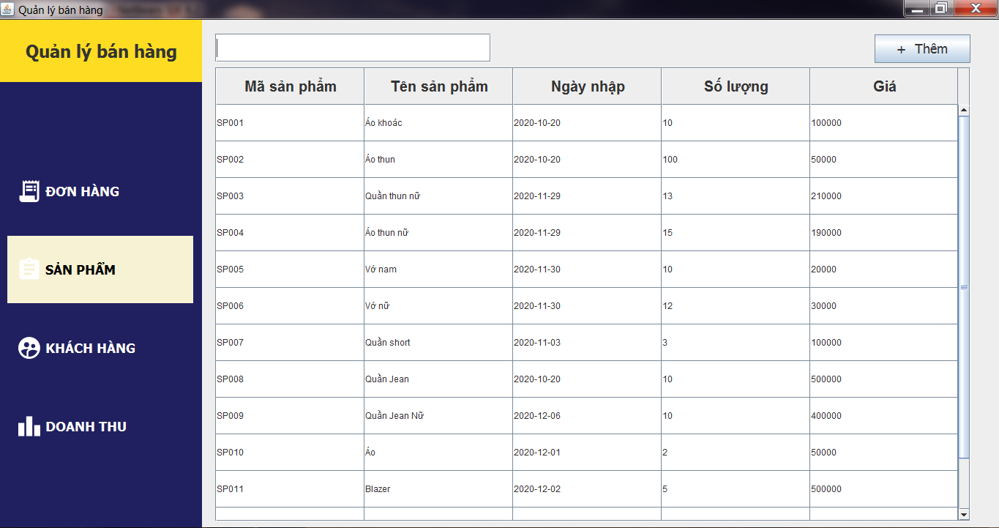 Quản lý bán hàng
Quản lý bán hàng
+ Thêm
ĐƠN HÀNG
SẢN PHẨM
KHÁCH HÀNG
DOANH THU
Mã sản phẩm Tên sản phẩm Ngày nhập Số lượng Giá
SP001 Áo khoác 2020-10-20 10 100000
SP002 Áo thun 2020-10-20 100 50000
SP003 Quần thun nữ 2020-11-29 13 210000
SP004 Áo thun nữ 2020-11-29 15 190000
SP005 Vớ nam 2020-11-30 10 20000
SP006 Vớ nữ 2020-11-30 12 30000
SP007 Quần short 2020-11-03 3 100000
SP008 Quần Jean 2020-10-20 10 500000
SP009 Quần Jean Nữ 2020-12-06 10 400000
SP010 Áo 2020-12-01 2 50000
SP011 Blazer 2020-12-02 5 500000